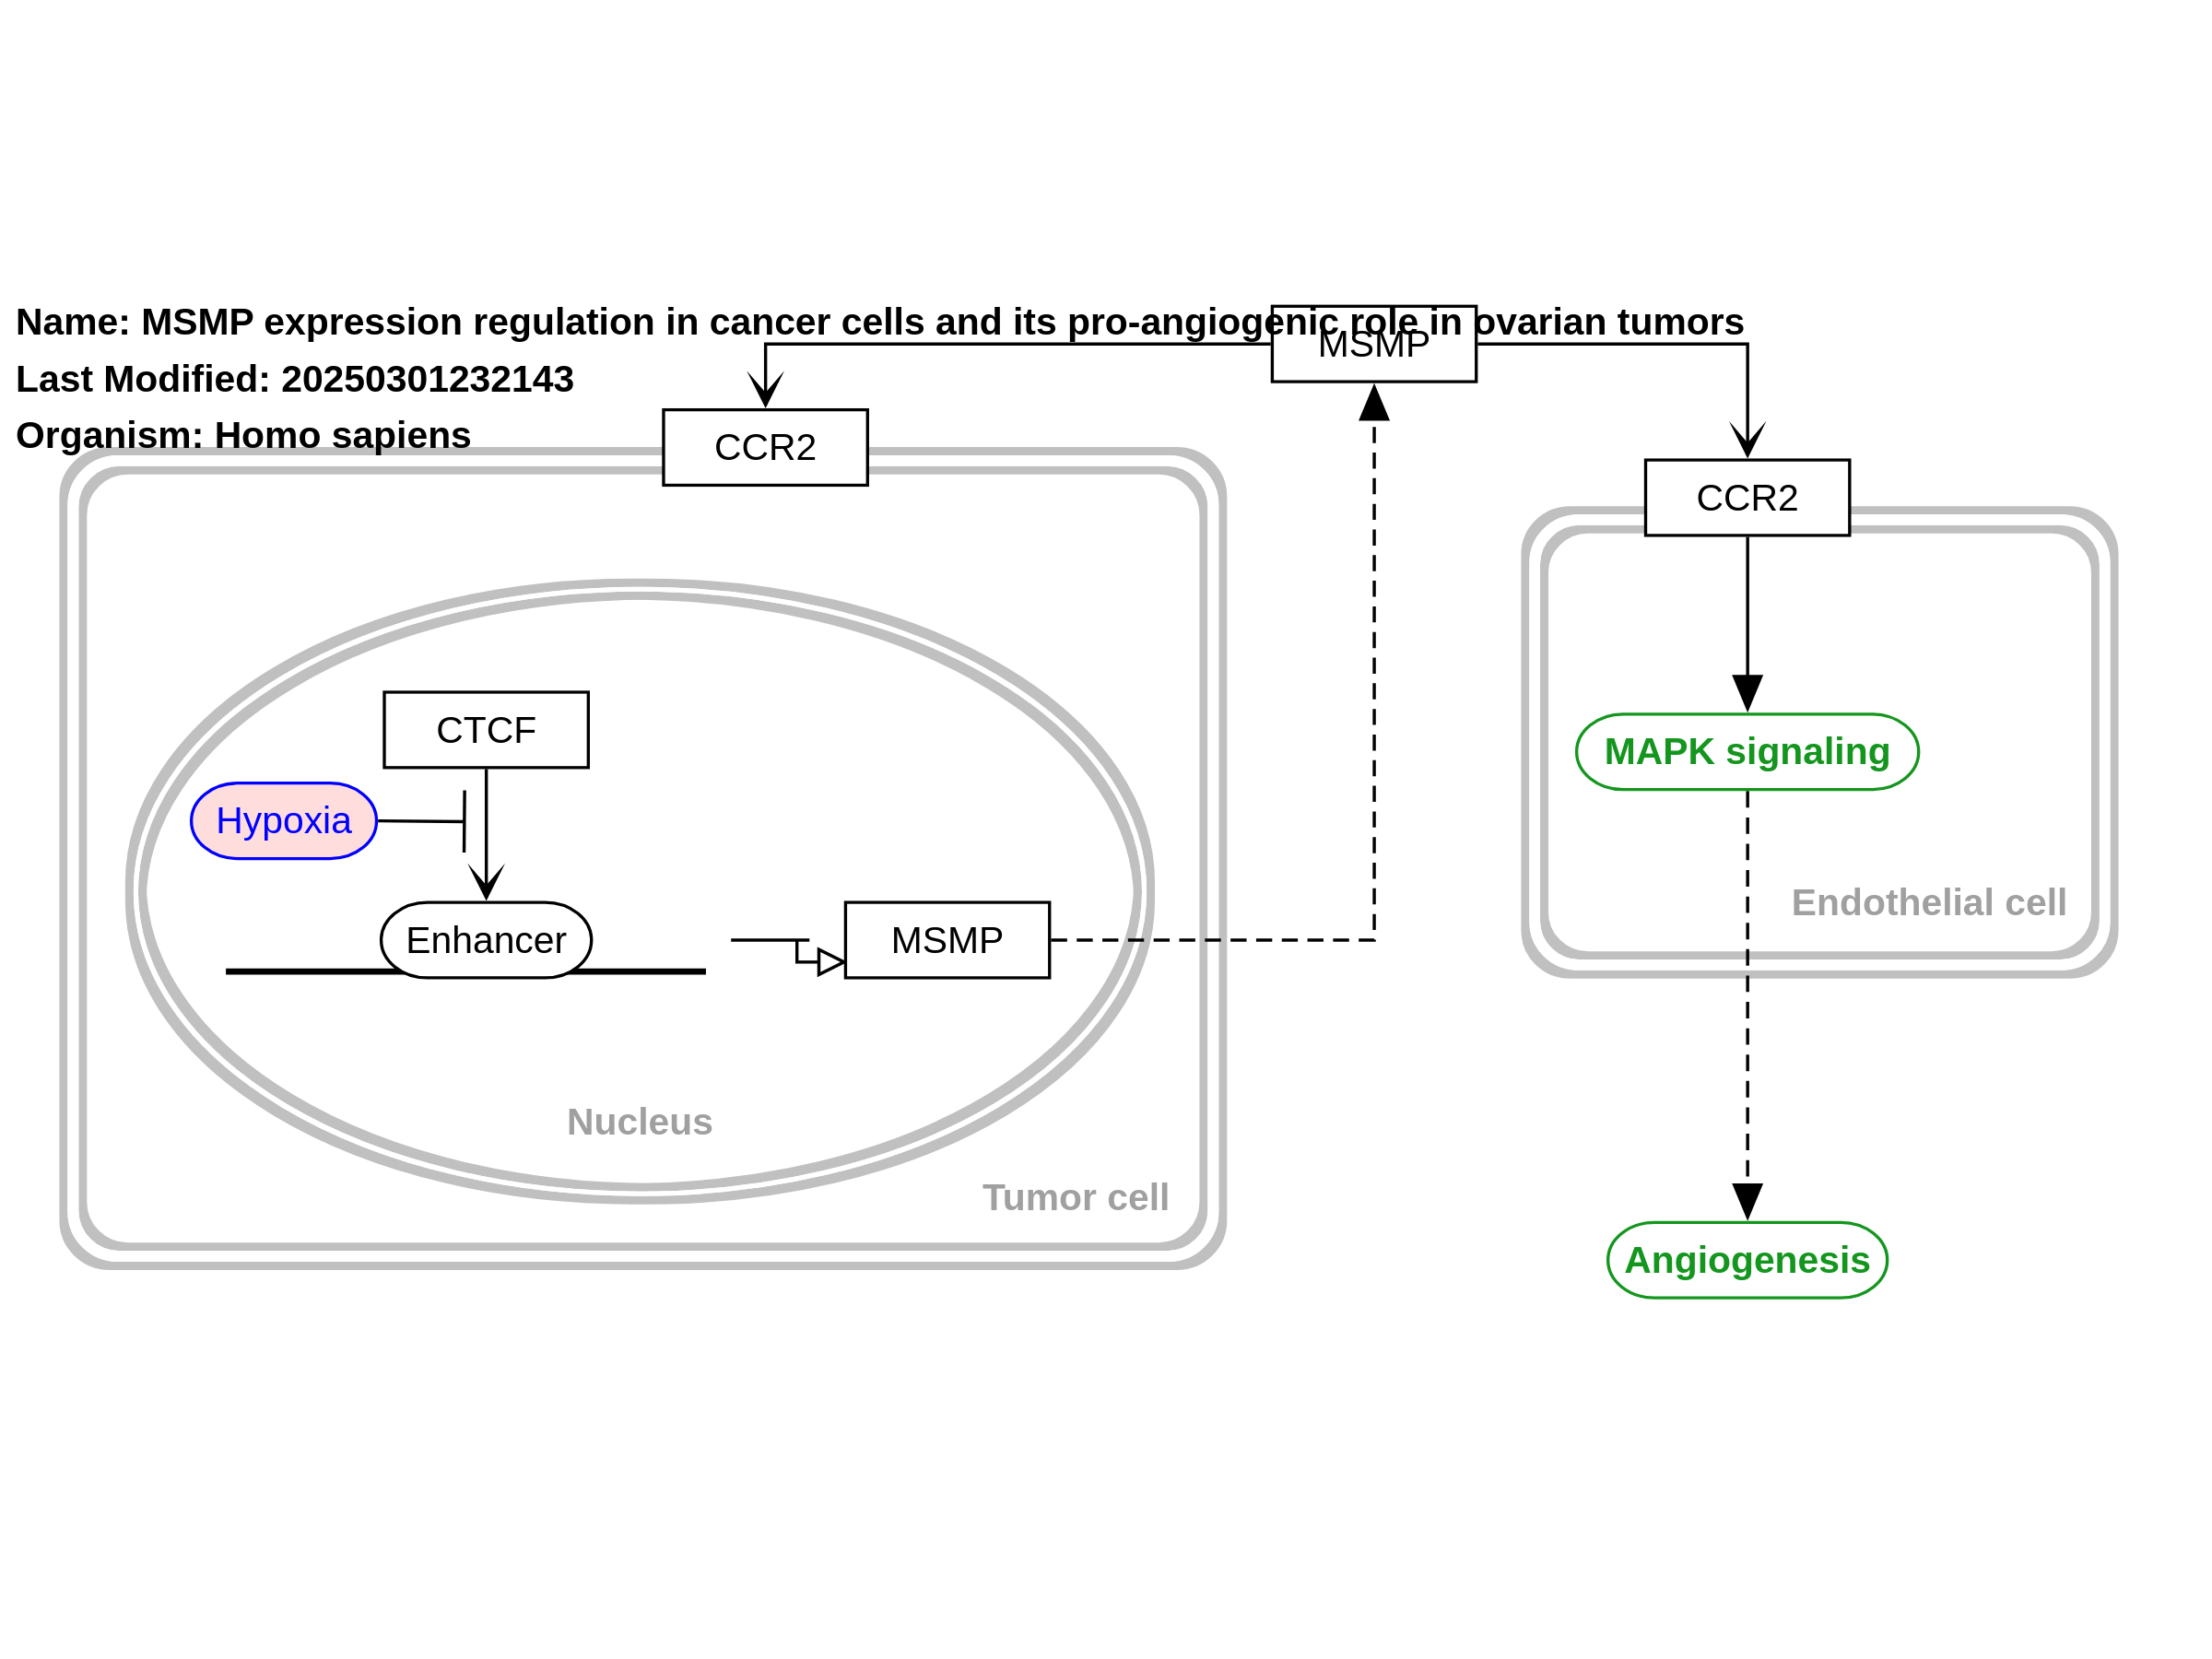 Name: MSMP expression regulation in cancer cells and its pro-angiogenic role in ovarian tumors
MSMP
Last Modified: 20250301232143
Organism: Homo sapiens
CCR2
CCR2
CTCF
MAPK signaling
Hypoxia
Endothelial cell
Enhancer
MSMP
Nucleus
Tumor cell
Angiogenesis